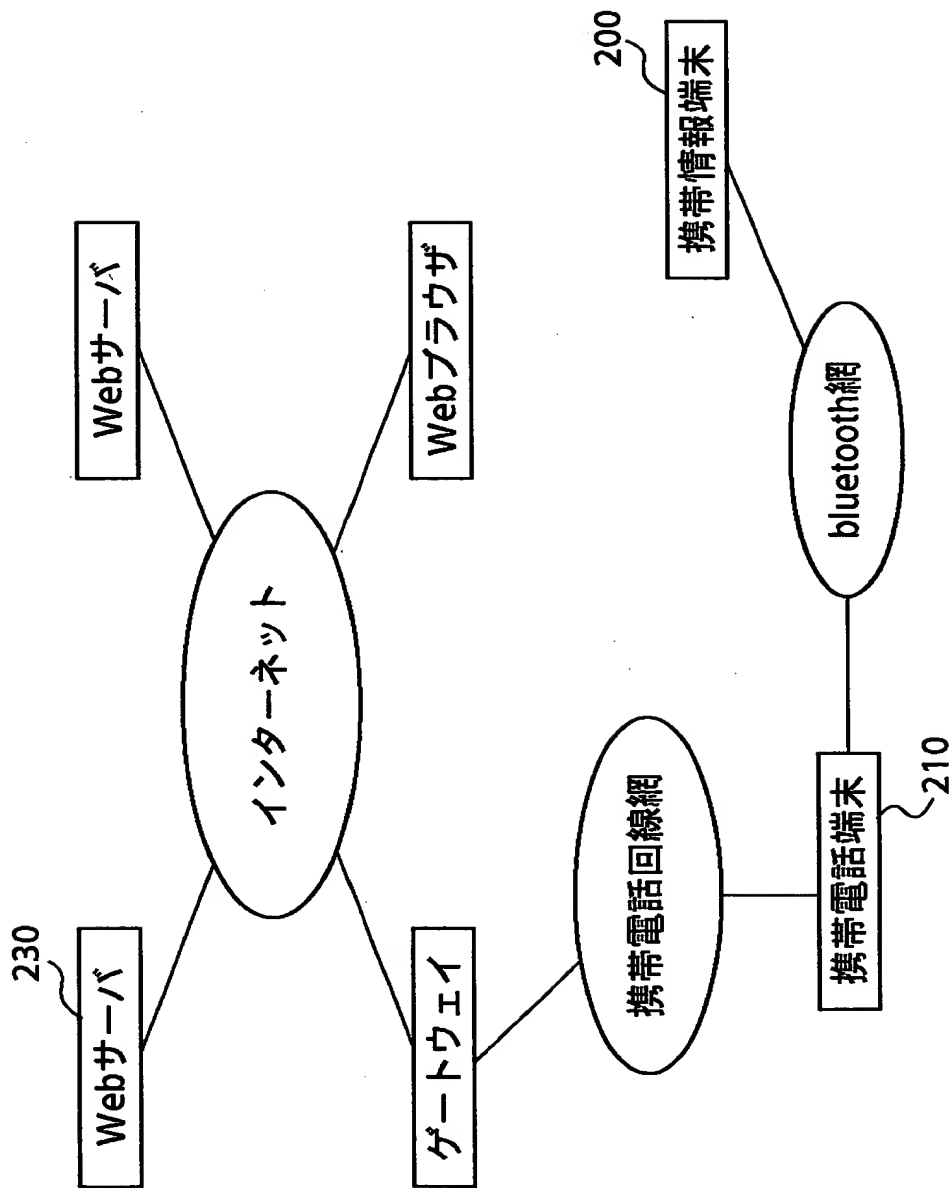 230
Webサーバ
Webサーバ
インターネット
ゲートウェイ
Webブラウザ
携帯電話回線網
200
携帯情報端末
bluetooth網
携帯電話端末
210